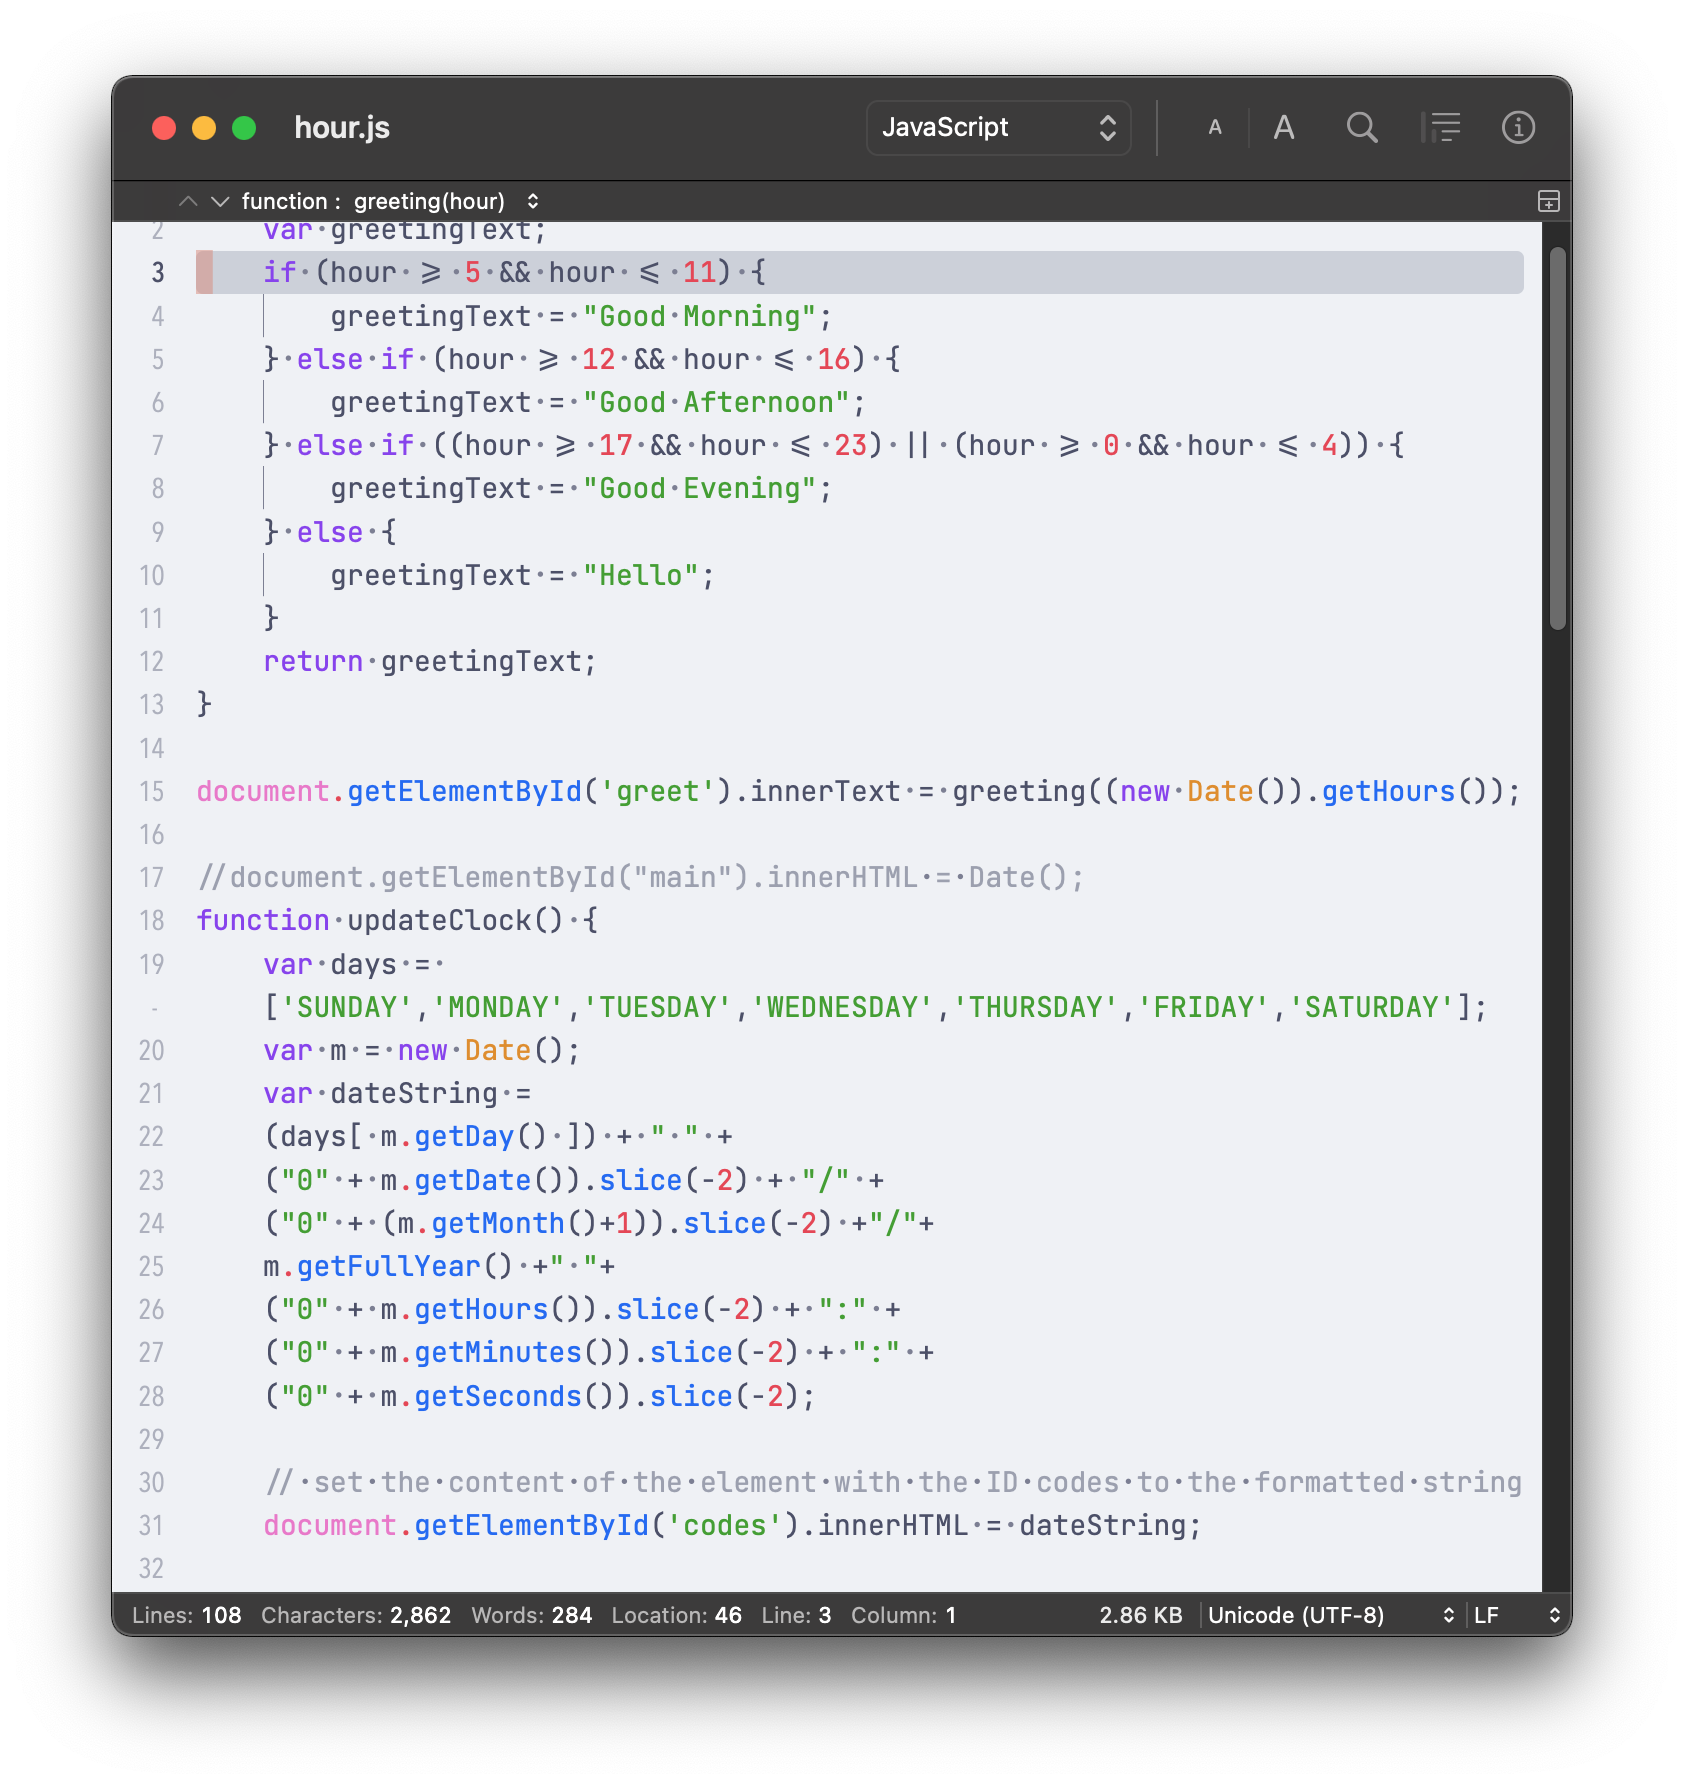 hour.js JavaScript A A
function : greeting(hour)
2 var·greetingText;
3 if·(hour·≥·5·&&·hour·≤·11)·{
4 greetingText·=·"Good·Morning";
5 }·else·if·(hour·≥·12·&&·hour·≤·16)·{
6 greetingText·=·"Good·Afternoon";
7 }·else·if·((hour·≥·17·&&·hour·≤·23)·||·(hour·≥·0·&&·hour·≤·4))·{
8 greetingText·=·"Good·Evening";
9 }·else·{
10 greetingText·=·"Hello";
11 }
12 return·greetingText;
13 }
14
15 document.getElementById('greet').innerText·=·greeting((new·Date()).getHours());
16
17 //document.getElementById("main").innerHTML·=·Date();
18 function·updateClock()·{
19 var·days·=·
- ['SUNDAY','MONDAY','TUESDAY','WEDNESDAY','THURSDAY','FRIDAY','SATURDAY'];
20 var·m·=·new·Date();
21 var·dateString·=
22 (days[·m.getDay()·])·+·"·"·+
23 ("0"·+·m.getDate()).slice(-2)·+·"/"·+
24 ("0"·+·(m.getMonth()+1)).slice(-2)·+"/"+
25 m.getFullYear()·+"·"+
26 ("0"·+·m.getHours()).slice(-2)·+·":"·+
27 ("0"·+·m.getMinutes()).slice(-2)·+·":"·+
28 ("0"·+·m.getSeconds()).slice(-2);
29
30 //·set·the·content·of·the·element·with·the·ID·codes·to·the·formatted·string
31 document.getElementById('codes').innerHTML·=·dateString;
32
Lines: 108 Characters: 2,862 Words: 284 Location: 46 Line: 3 Column: 1 2.86 KB Unicode (UTF-8) LF